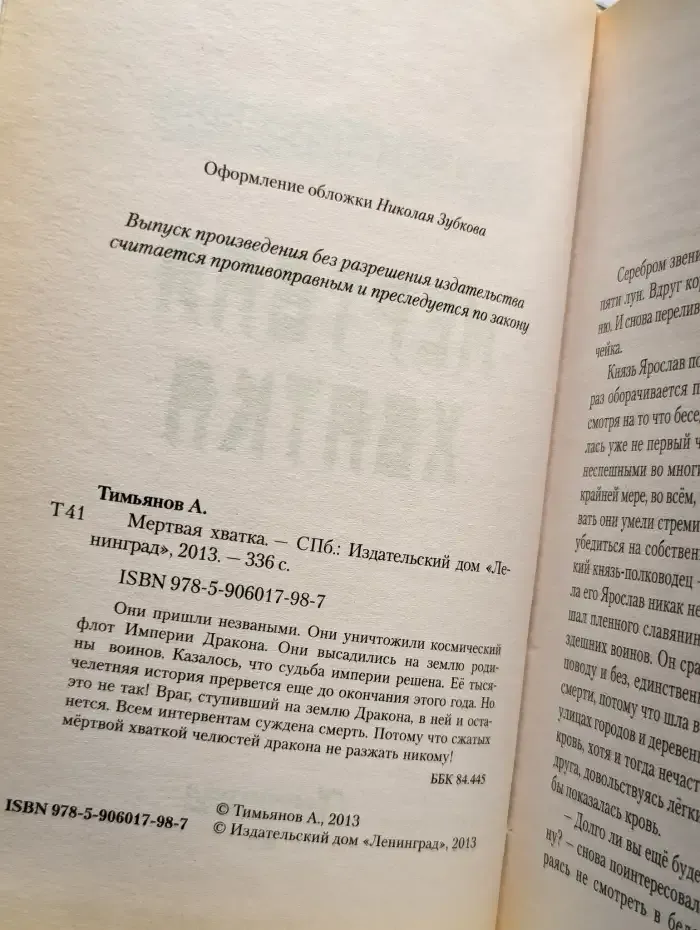 Оформление обложки Николая Зубкова
Выпуск произведения без разрешения издательства
считается противоправным и преследуется по закону
Тимьянов А.
Т 41
Мертвая хватка. — СПб.: Издательский дом «Ле-
нинград», 2013. — 336 с.
ISBN 978-5-906017-98-7
Они пришли незваными. Они уничтожили космический
флот Империи Дракона. Они высадились на землю роди-
ны воинов. Казалось, что судьба империи решена. Её тыся-
челетняя история прервется еще до окончания этого года. Но
это не так! Враг, ступивший на землю Дракона, в ней и оста-
нется. Всем интервентам суждена смерть. Потому что сжатых
мёртвой хваткой челюстей дракона не разжать никому!
ББК 84.445
ISBN 978-5-906017-98-7
© Тимьянов А., 2013
© Издательский дом «Ленинград», 2013
Серебром звени
пяти лун. Вдруг ко
ню. И снова перелив
чейка.
Князь Ярослав по
раз оборачивается п
смотря на то что бесе
лась уже не первый ч
неспешными во многи
крайней мере, во всём,
вать они умели стреми
убедиться на собствен
кий князь-полководец –
ла его Ярослав никак не
шал пленного славянин
здешних воинов. Он сра
поводу и без, единствен
смерти, потому что шла в
улицах городов и деревен
кровь, хотя и тогда нечаст
друга, довольствуясь лёгки
бы показалась кровь.
– Долго ли вы ещё буде
ну? – снова поинтересовал
раясь не смотреть в бел